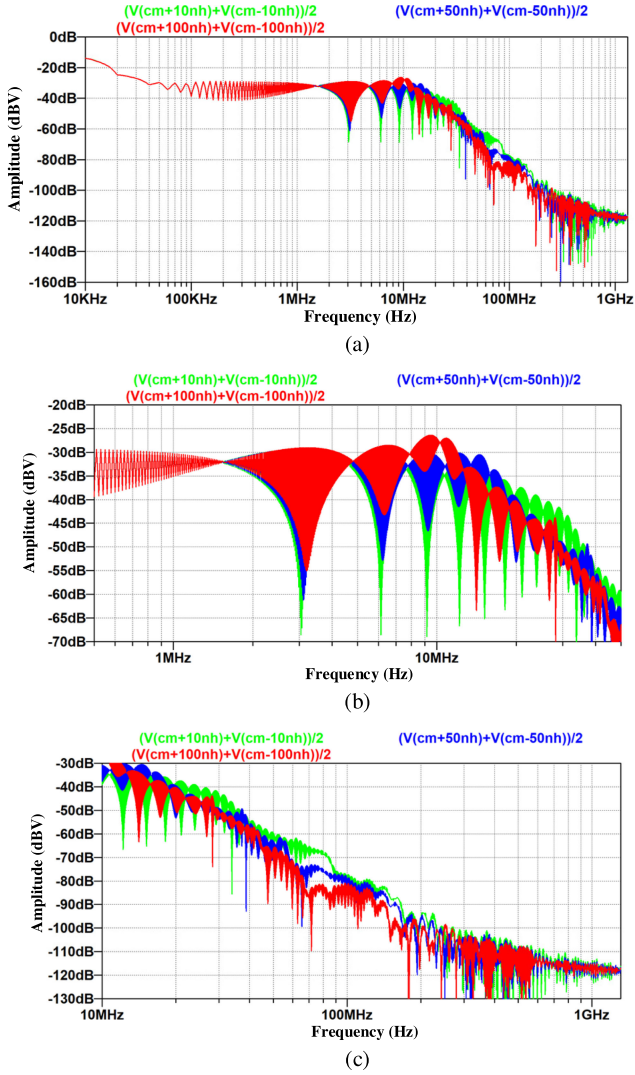 (V(cm+10nh)+V(cm-10nh))/2 (V(cm+50nh)+V(cm-50nh))/2
(V(cm+100nh)+V(cm-100nh))/2
0dB
-20dB
-40dB
-60dB
-80dB
-100dB
-120dB
-140dB
-160dB
Amplitude (dBV)
10KHz 100KHz 1MHz 10MHz 100MHz 1GHz
Frequency (Hz)
(a)
(V(cm+10nh)+V(cm-10nh))/2 (V(cm+50nh)+V(cm-50nh))/2
(V(cm+100nh)+V(cm-100nh))/2
-20dB
-25dB
-30dB
-35dB
-40dB
-45dB
-50dB
-55dB
-60dB
-65dB
-70dB
Amplitude (dBV)
1MHz 10MHz
Frequency (Hz)
(b)
(V(cm+10nh)+V(cm-10nh))/2 (V(cm+50nh)+V(cm-50nh))/2
(V(cm+100nh)+V(cm-100nh))/2
-30dB
-40dB
-50dB
-60dB
-70dB
-80dB
-90dB
-100dB
-110dB
-120dB
-130dB
Amplitude (dBV)
10MHz 100MHz 1GHz
Frequency (Hz)
(c)